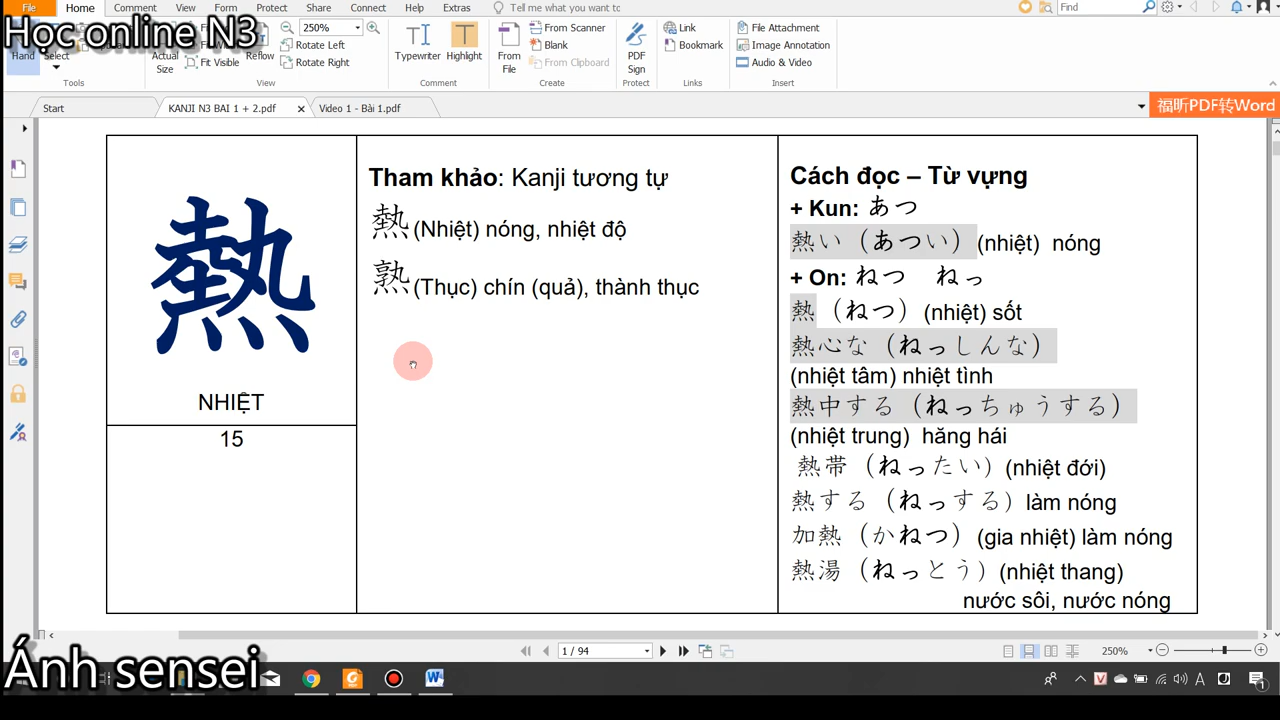 File Home Comment View Form Protect Share Connect Help Extras Tell me what you want tc Find
Học online N3
Hand Select
Actual Size
Reflow
250%
Fit Visible
Rotate Left
Rotate Right
Typewriter Highlight
From File
From Scanner
Blank
From Clipboard
PDF Sign
Link
Bookmark
File Attachment
Image Annotation
Audio & Video
Tools View Comment Create Protect Links Insert
Start KANJI N3 BAI 1 + 2.pdf Video 1 - Bài 1.pdf 福昕PDF转Word
熱
NHIỆT
15
Tham khảo: Kanji tương tự
熱(Nhiệt) nóng, nhiệt độ
孰(Thục) chín (quả), thành thục
Cách đọc – Từ vựng
+ Kun: あつ
熱い（あつい）(nhiệt) nóng
+ On: ねつ ねっ
熱（ねつ）(nhiệt) sốt
熱心な（ねっしんな）
(nhiệt tâm) nhiệt tình
熱中する（ねっちゅうする）
(nhiệt trung) hăng hái
熱帯（ねったい）(nhiệt đới)
熱する（ねっする）làm nóng
加熱（かねつ）(gia nhiệt) làm nóng
熱湯（ねっとう）(nhiệt thang)
nước sôi, nước nóng
1 / 94 250%
Ánh sensei